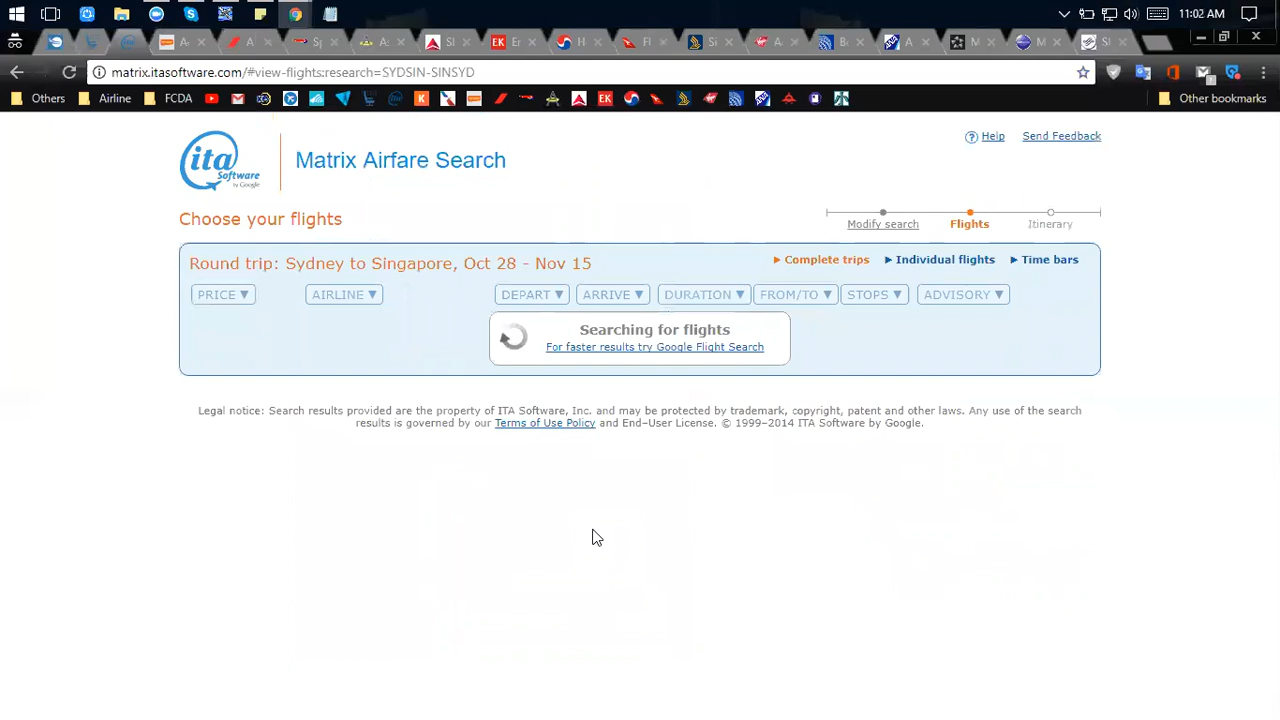 11:02 AM
A
A
Sp
A
Sl
EK Er
H
Fl
Si
A
B
A
M
M
S
matrix.itasoftware.com/#view-flights:research=SYDSIN-SINSYD
Others Airline FCDA K EK Other bookmarks
ita Software by Google
Matrix Airfare Search
? Help Send Feedback
Choose your flights
Modify search Flights Itinerary
Round trip: Sydney to Singapore, Oct 28 - Nov 15
Complete trips Individual flights Time bars
PRICE ▼ AIRLINE ▼ DEPART ▼ ARRIVE ▼ DURATION ▼ FROM/TO ▼ STOPS ▼ ADVISORY ▼
Searching for flights
For faster results try Google Flight Search
Legal notice: Search results provided are the property of ITA Software, Inc. and may be protected by trademark, copyright, patent and other laws. Any use of the search
results is governed by our Terms of Use Policy and End-User License. © 1999-2014 ITA Software by Google.